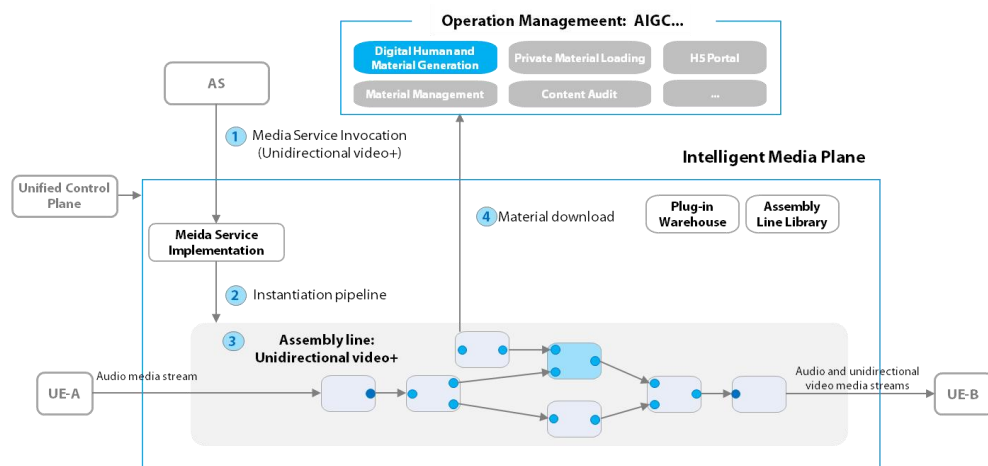 Operation Managemeent: AIGC...
Digital Human and
Material Generation
Private Material Loading
H5 Portal
Material Management
Content Audit
...
AS
1
Media Service Invocation
(Unidirectional video+)
Intelligent Media Plane
Unified Control
Plane
4
Material download
Plug-in
Warehouse
Assembly
Line Library
Meida Service
Implementation
2
Instantiation pipeline
3
Assembly line:
Unidirectional video+
UE-A
Audio media stream
Audio and unidirectional
video media streams
UE-B